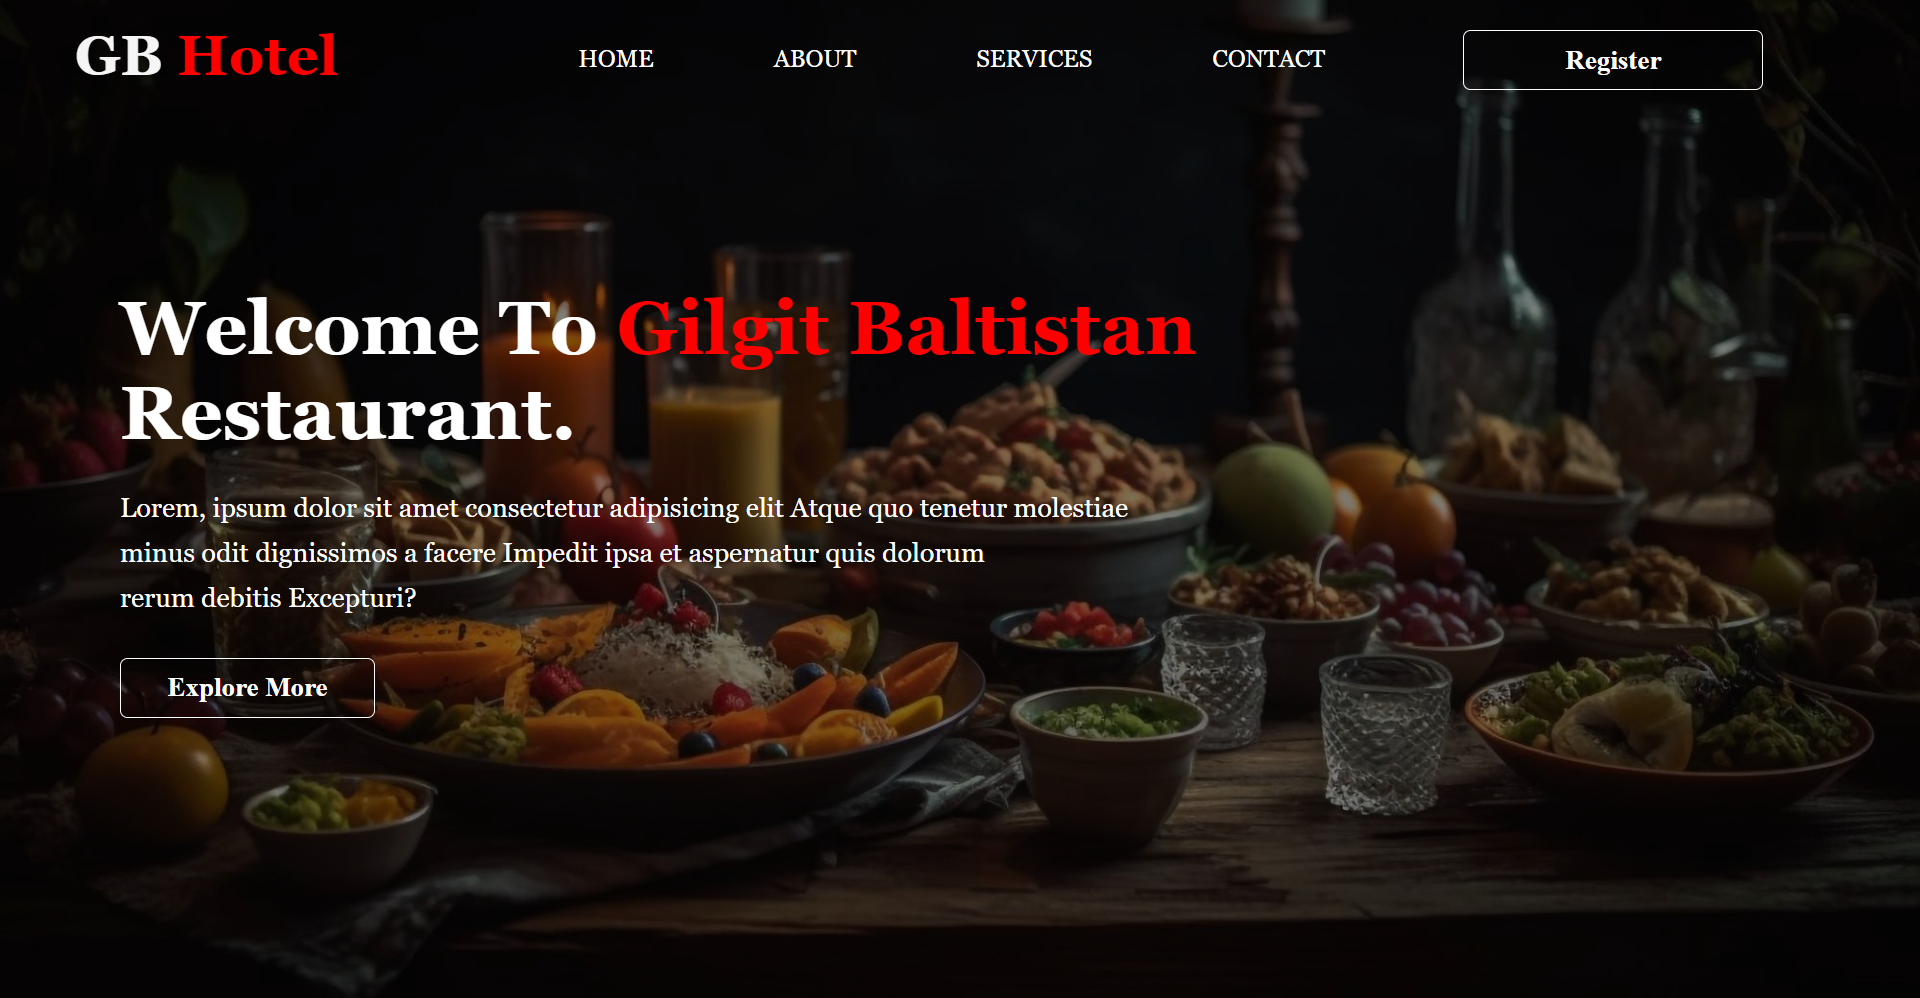 GB Hotel
HOME
ABOUT
SERVICES
CONTACT
Register
Welcome To Gilgit Baltistan
Restaurant.
Lorem, ipsum dolor sit amet consectetur adipisicing elit Atque quo tenetur molestiae
minus odit dignissimos a facere Impedit ipsa et aspernatur quis dolorum
rerum debitis Excepturi?
Explore More